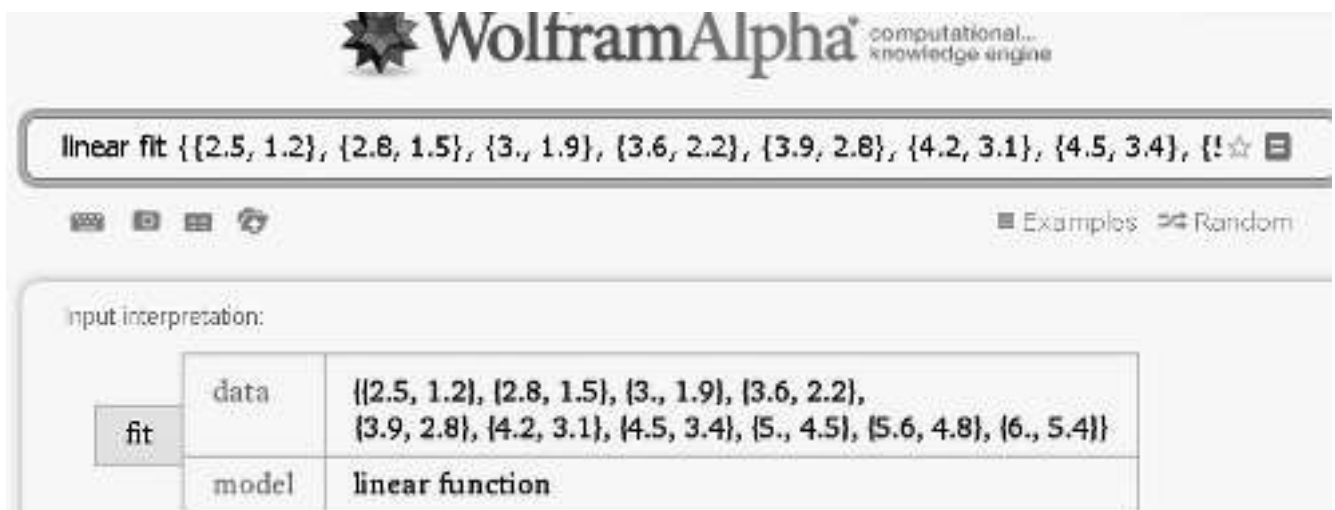 WolframAlpha computational... knowledge engine
linear fit {{2.5, 1.2}, {2.8, 1.5}, {3., 1.9}, {3.6, 2.2}, {3.9, 2.8}, {4.2, 3.1}, {4.5, 3.4}, {
Examples Random
Input interpretation:
data {{2.5, 1.2}, {2.8, 1.5}, {3., 1.9}, {3.6, 2.2},
fit {3.9, 2.8}, {4.2, 3.1}, {4.5, 3.4}, {5., 4.5}, {5.6, 4.8}, {6., 5.4}}
model linear function